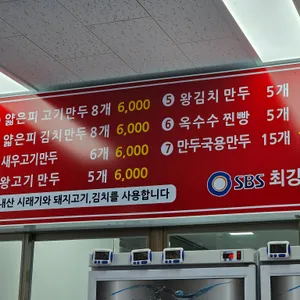 얇은피 고기만두 8개 6,000
얇은피 김치만두 8개 6,000
새우고기만두 6개 6,000
왕고기 만두 5개 6,000
⑤ 왕김치 만두 5개
⑥ 옥수수 찐빵 5개
⑦ 만두국용만두 15개
내산 시래기와 돼지고기,김치를 사용합니다
SBS 최강